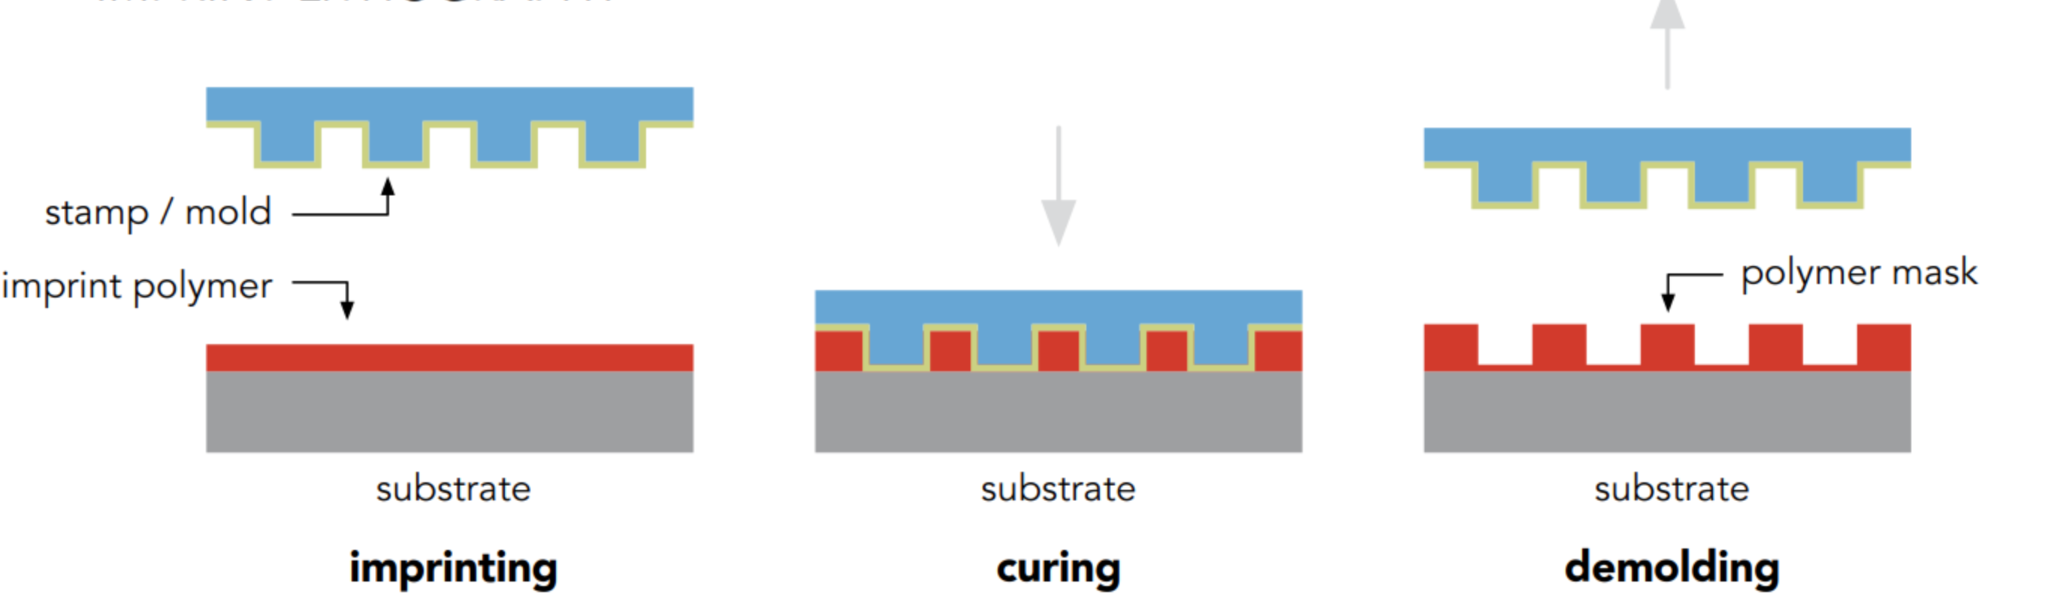 stamp / mold
imprint polymer
polymer mask
substrate
substrate
substrate
imprinting
curing
demolding